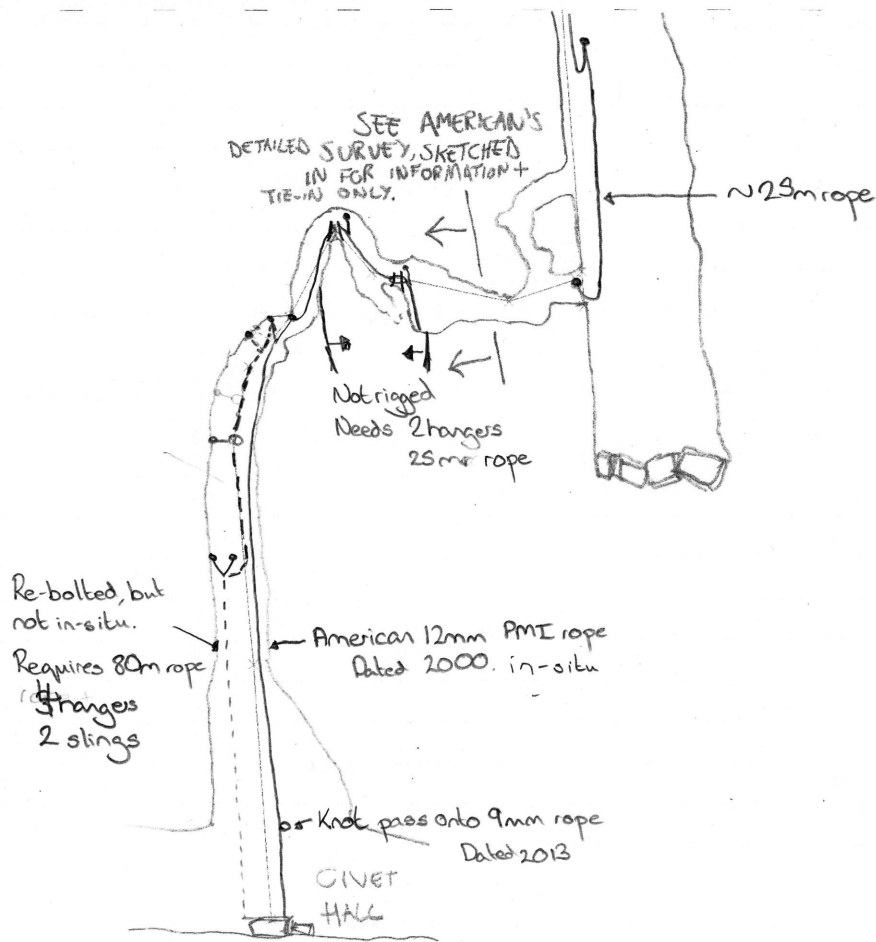 SEE AMERICAN'S
DETAILED SURVEY, SKETCHED
IN FOR INFORMATION +
TIE-IN ONLY.
~25m rope
Not rigged
Needs 2hangers
25m rope
Re-bolted, but
not in-situ.
Requires 80m rope
hangers
2 slings
American 12mm PMI rope
Dated 2000. in-situ
Knot pass onto 9mm rope
Dated 2013
CIVET
HALL